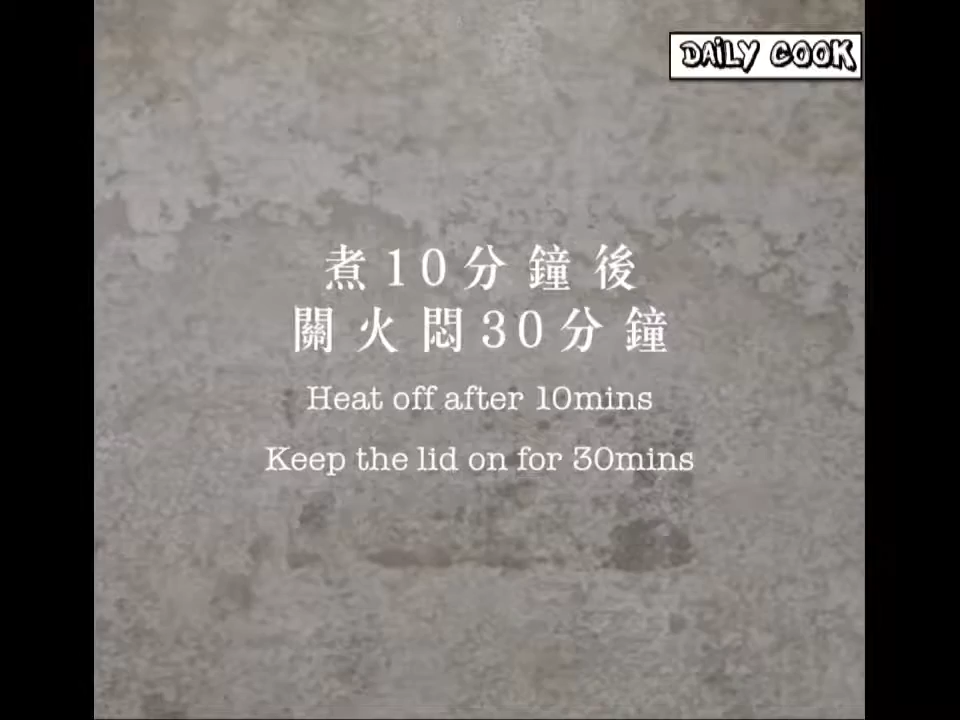 DAILY COOK
煮10分鐘後
關火悶30分鐘
Heat off after 10mins
Keep the lid on for 30mins